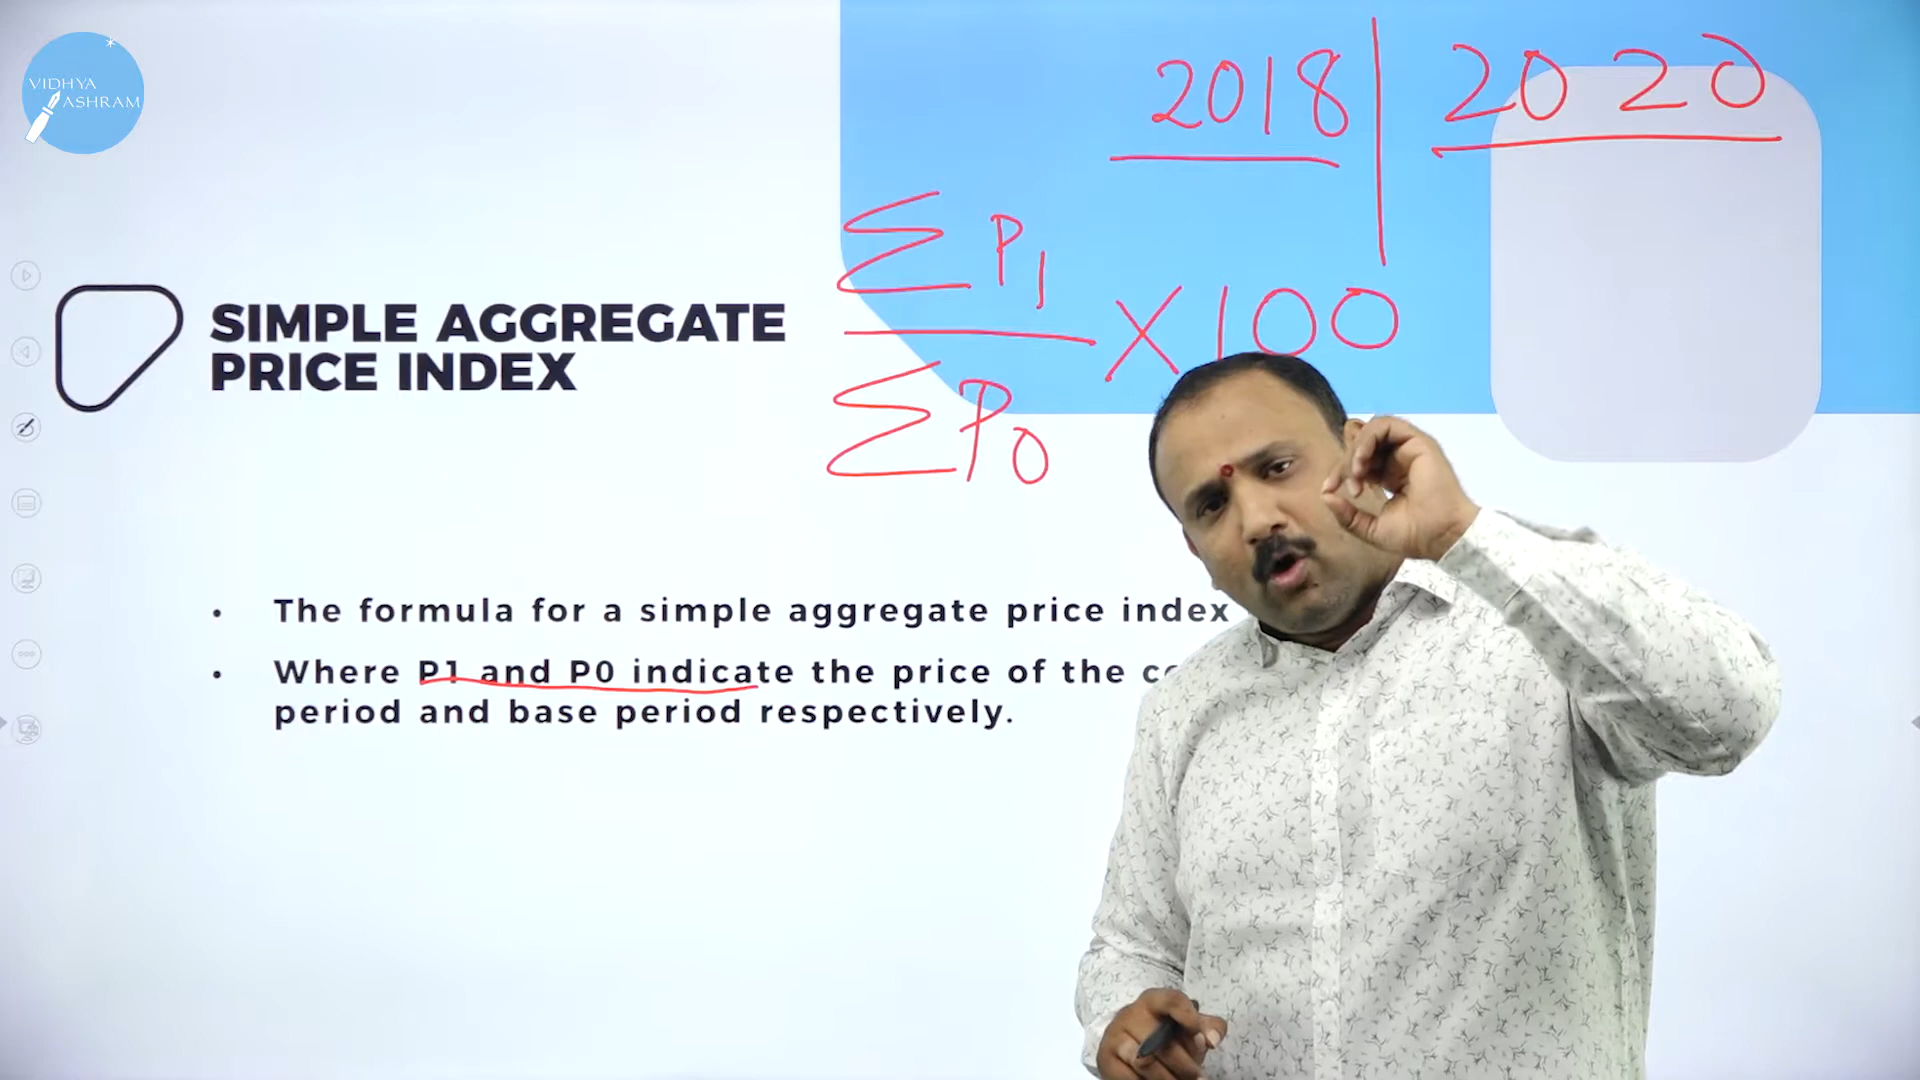 VIDHYA
ASHRAM
2018 | 2020
ΣP1
× 100
ΣP0
SIMPLE AGGREGATE
PRICE INDEX
• The formula for a simple aggregate price index
• Where P1 and P0 indicate the price of the
period and base period respectively.